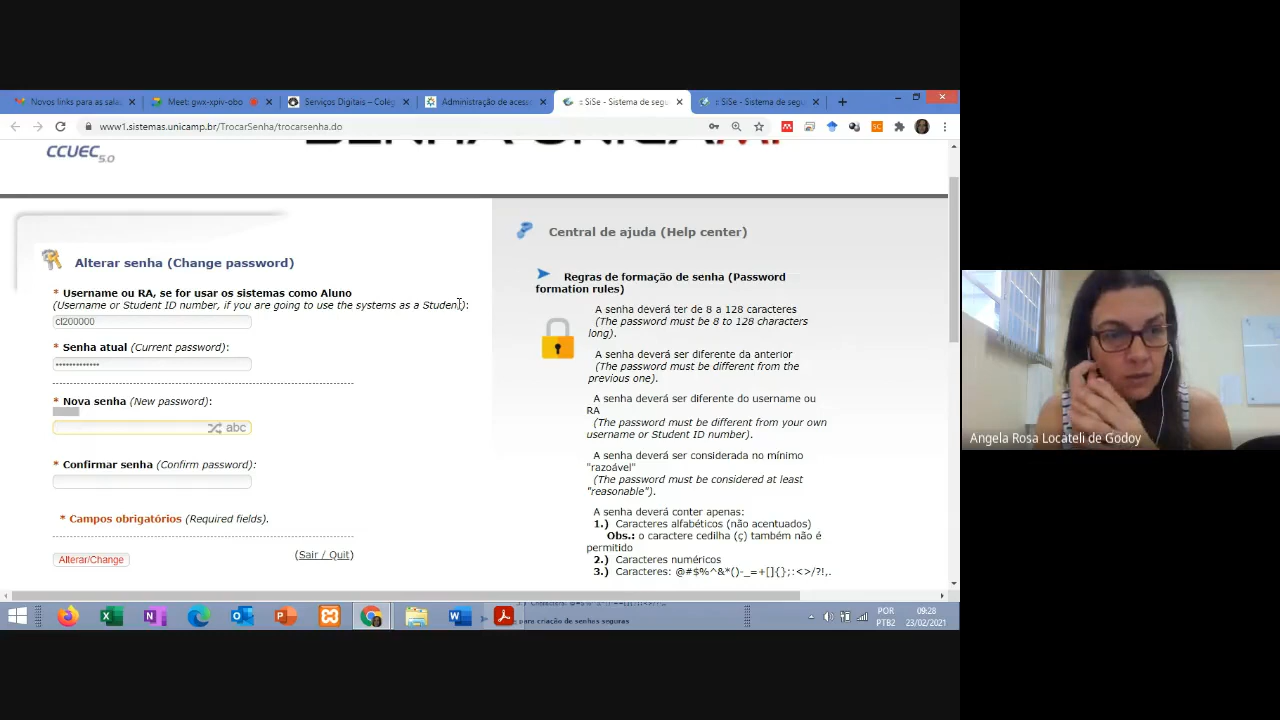 Novos links para as sala:
Meet: gwx-xpiv-obo
Serviços Digitais – Coleg
Administração de acess
:: SiSe - Sistema de segu
:: SiSe - Sistema de segu
www1.sistemas.unicamp.br/TrocarSenha/trocarsenha.do
CCUEC 5.0
SENHA UNICAMP
Alterar senha (Change password)
* Username ou RA, se for usar os sistemas como Aluno
(Username or Student ID number, if you are going to use the systems as a Student):
cl200000
* Senha atual (Current password):
•••••••••••••
* Nova senha (New password):
abc
* Confirmar senha (Confirm password):
* Campos obrigatórios (Required fields).
Alterar/Change
(Sair / Quit)
Central de ajuda (Help center)
Regras de formação de senha (Password
formation rules)
A senha deverá ter de 8 a 128 caracteres
(The password must be 8 to 128 characters
long).
A senha deverá ser diferente da anterior
(The password must be different from the
previous one).
A senha deverá ser diferente do username ou
RA
(The password must be different from your own
username or Student ID number).
A senha deverá ser considerada no mínimo
"razoável"
(The password must be considered at least
"reasonable").
A senha deverá conter apenas:
1.) Caracteres alfabéticos (não acentuados)
Obs.: o caractere cedilha (ç) também não é
permitido
2.) Caracteres numéricos
3.) Caracteres: @#$%^&*()-_=+[]{};:<>/?!,.
para criação de senhas seguras
POR
PTB2
09:28
23/02/2021
Angela Rosa Locateli de Godoy